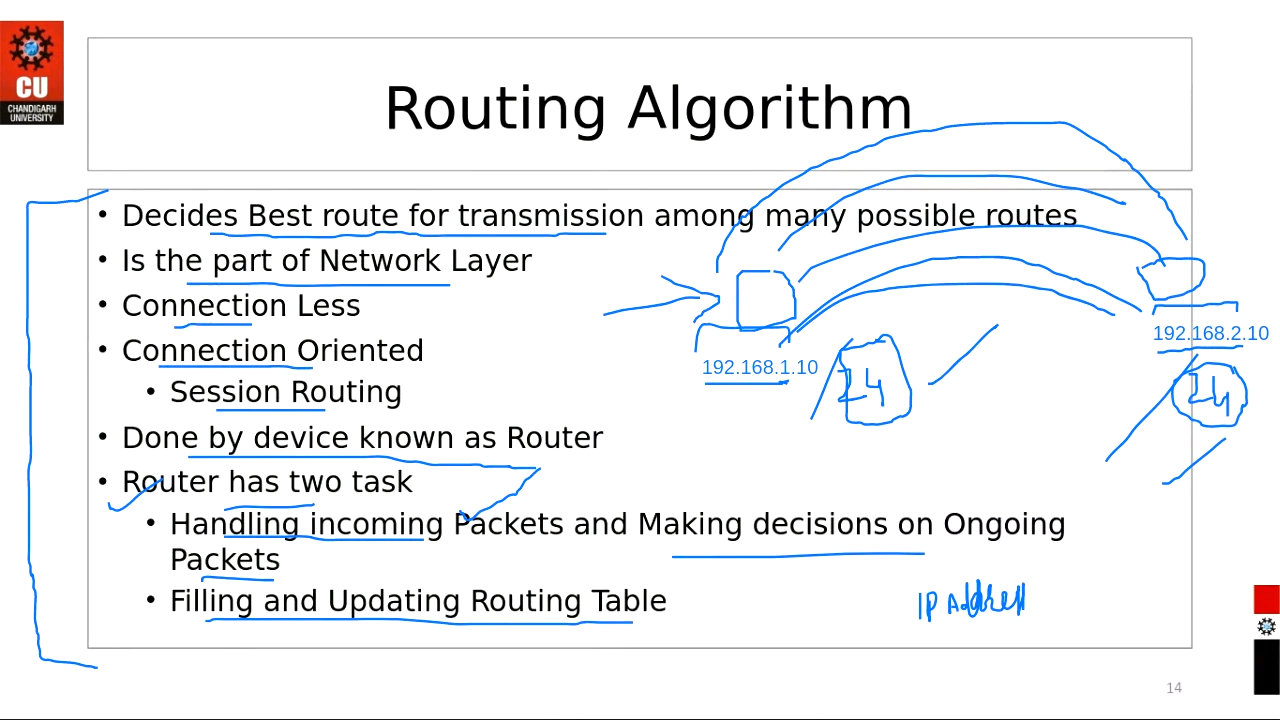 CU
CHANDIGARH
UNIVERSITY
Routing Algorithm
• Decides Best route for transmission among many possible routes
• Is the part of Network Layer
• Connection Less
• Connection Oriented
• Session Routing
• Done by device known as Router
• Router has two task
• Handling incoming Packets and Making decisions on Ongoing
Packets
• Filling and Updating Routing Table
192.168.1.10
/24
192.168.2.10
/24
IP Address
14